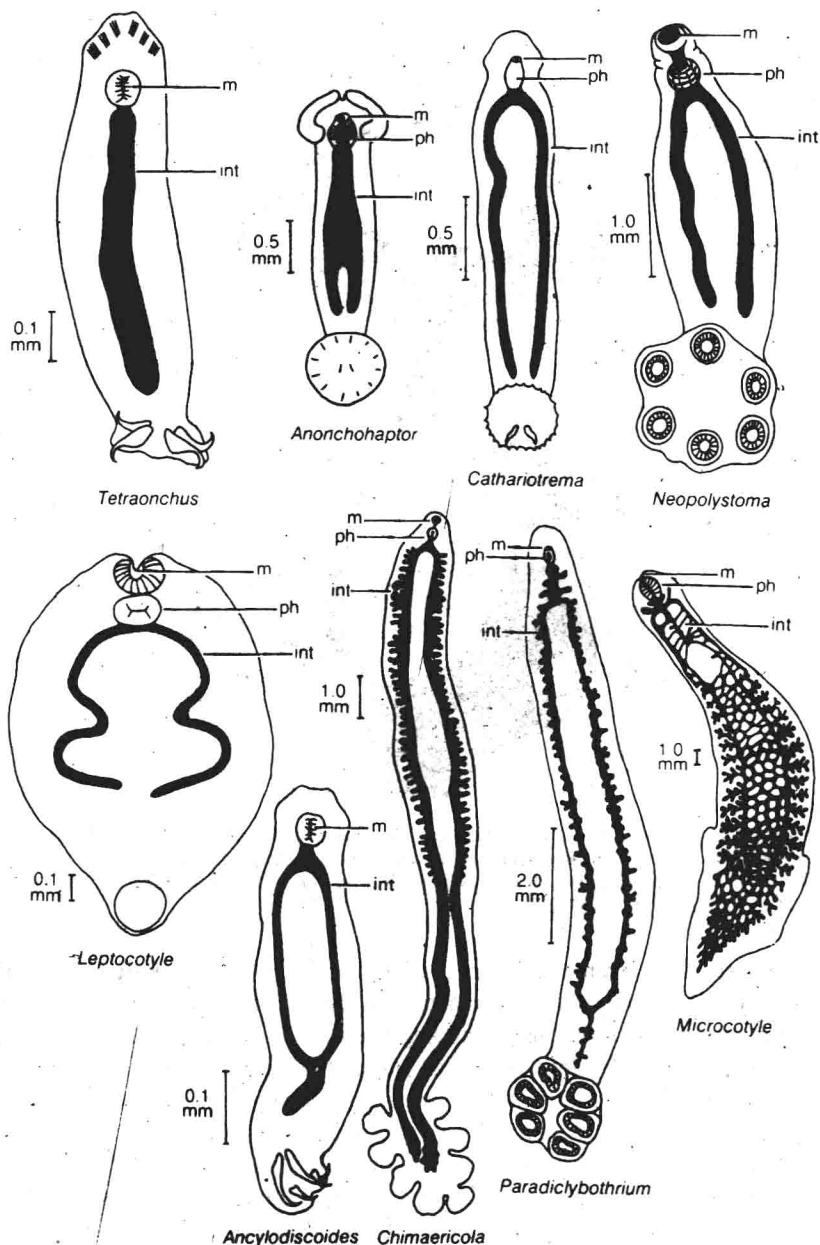 m
int
0.1
mm
Tetraonchus
m
ph
int
0.5
mm
Anonchohaptor
m
ph
int
0.5
mm
Cathariotrema
m
ph
int
1.0
mm
Neopolystoma
m
ph
int
0.1
mm
Leptocotyle
m
int
0.1
mm
Ancylodiscoides
m
ph
int
1.0
mm
Chimaericola
m
ph
int
2.0
mm
Paradiclybothrium
m
ph
int
1.0
mm
Microcotyle